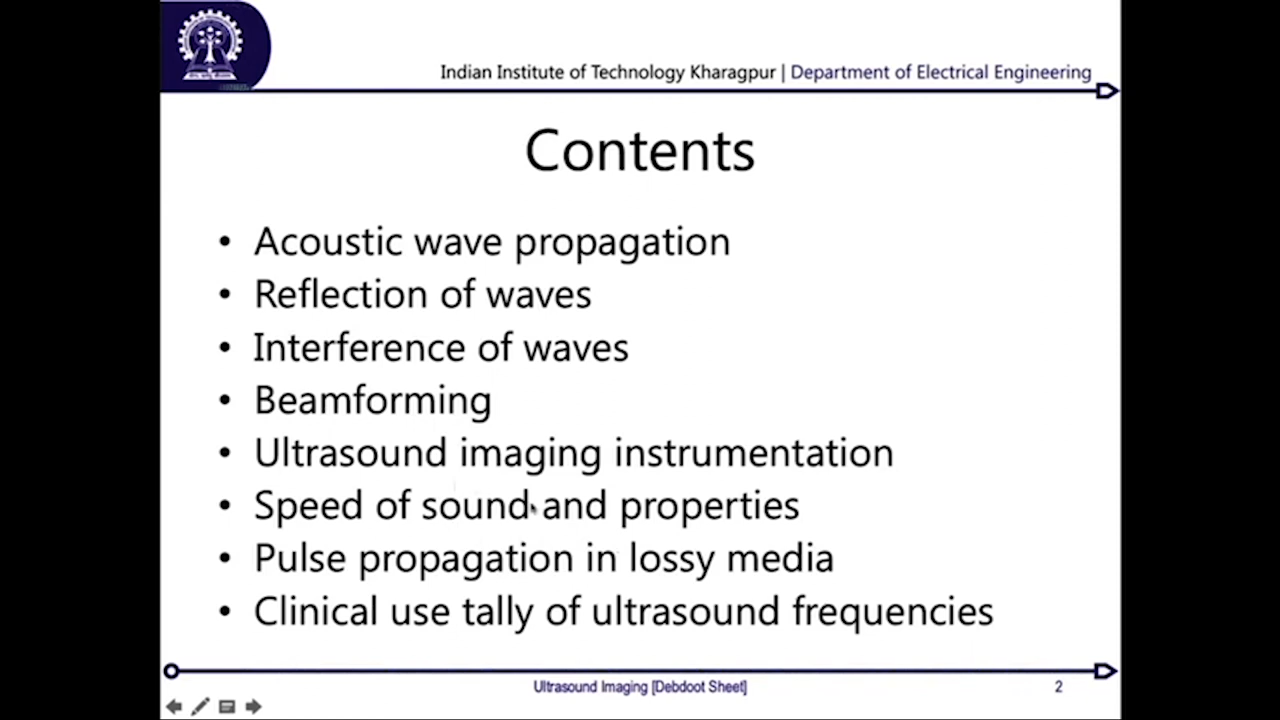 Indian Institute of Technology Kharagpur | Department of Electrical Engineering
Contents
• Acoustic wave propagation
• Reflection of waves
• Interference of waves
• Beamforming
• Ultrasound imaging instrumentation
• Speed of sound and properties
• Pulse propagation in lossy media
• Clinical use tally of ultrasound frequencies
Ultrasound Imaging [Debdoot Sheet]
2